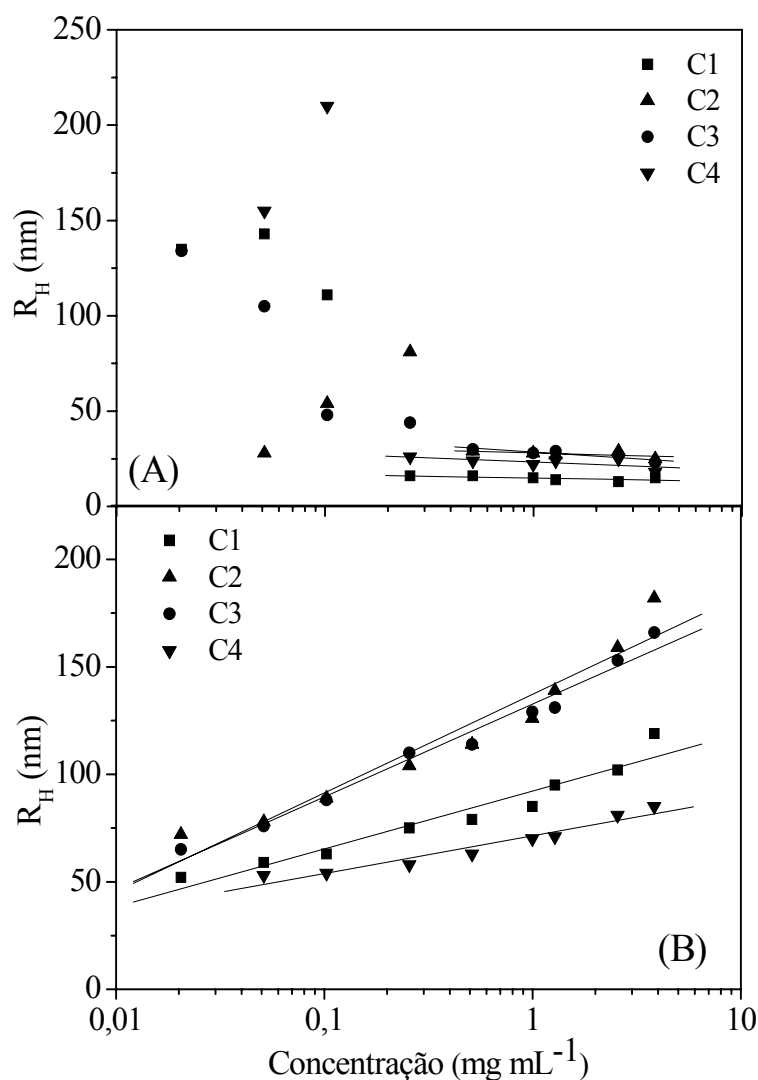 250
200
150
100
50
0
R_H (nm)
C1
C2
C3
C4
(A)
200
150
100
50
0
R_H (nm)
C1
C2
C3
C4
(B)
0,01
0,1
1
10
Concentração (mg mL⁻¹)